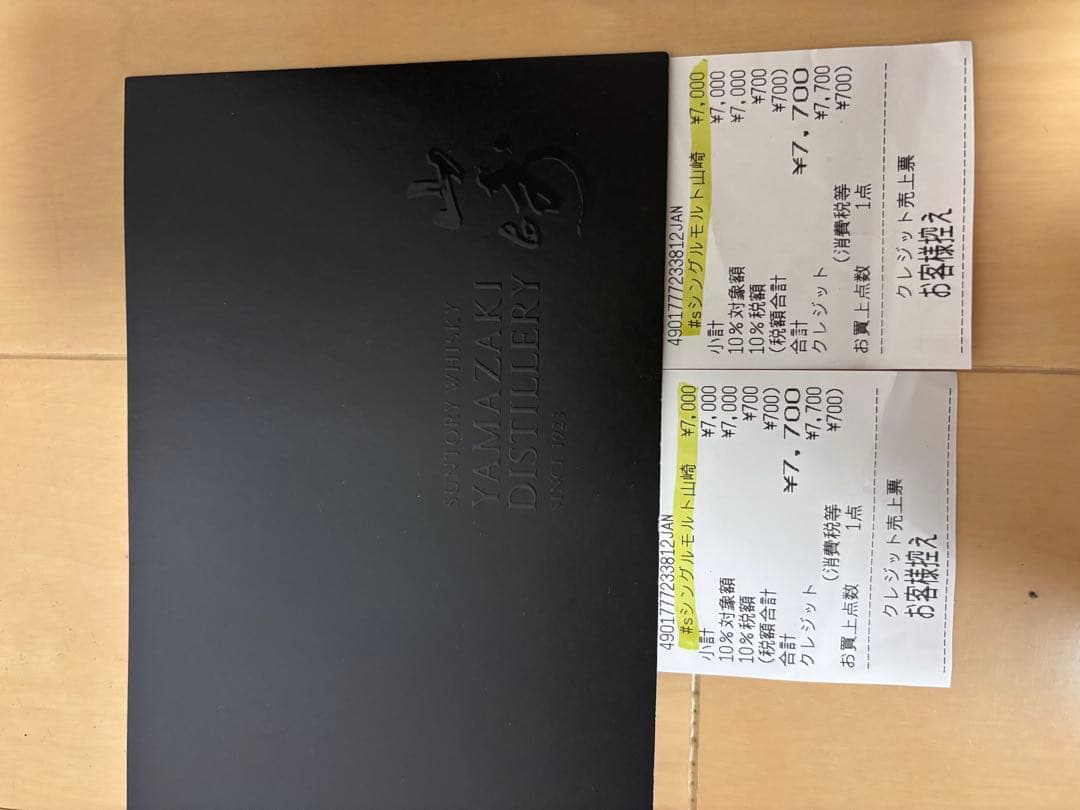 SUNTORY WHISKY
YAMAZAKI
DISTILLERY
SINCE 1923
山崎
4901777233812JAN
#sシングルモルト山崎 ¥7,000
小計 ¥7,000
10%対象額 ¥7,000
10%税額 ¥700
(税額合計 ¥700)
合計 ¥7,700
クレジット ¥7,700
(消費税等 ¥700)
お買上点数 1点
クレジット売上票
お客様控え
4901777233812JAN
#sシングルモルト山崎 ¥7,000
小計 ¥7,000
10%対象額 ¥7,000
10%税額 ¥700
(税額合計 ¥700)
合計 ¥7,700
クレジット ¥7,700
(消費税等 ¥700)
お買上点数 1点
クレジット売上票
お客様控え